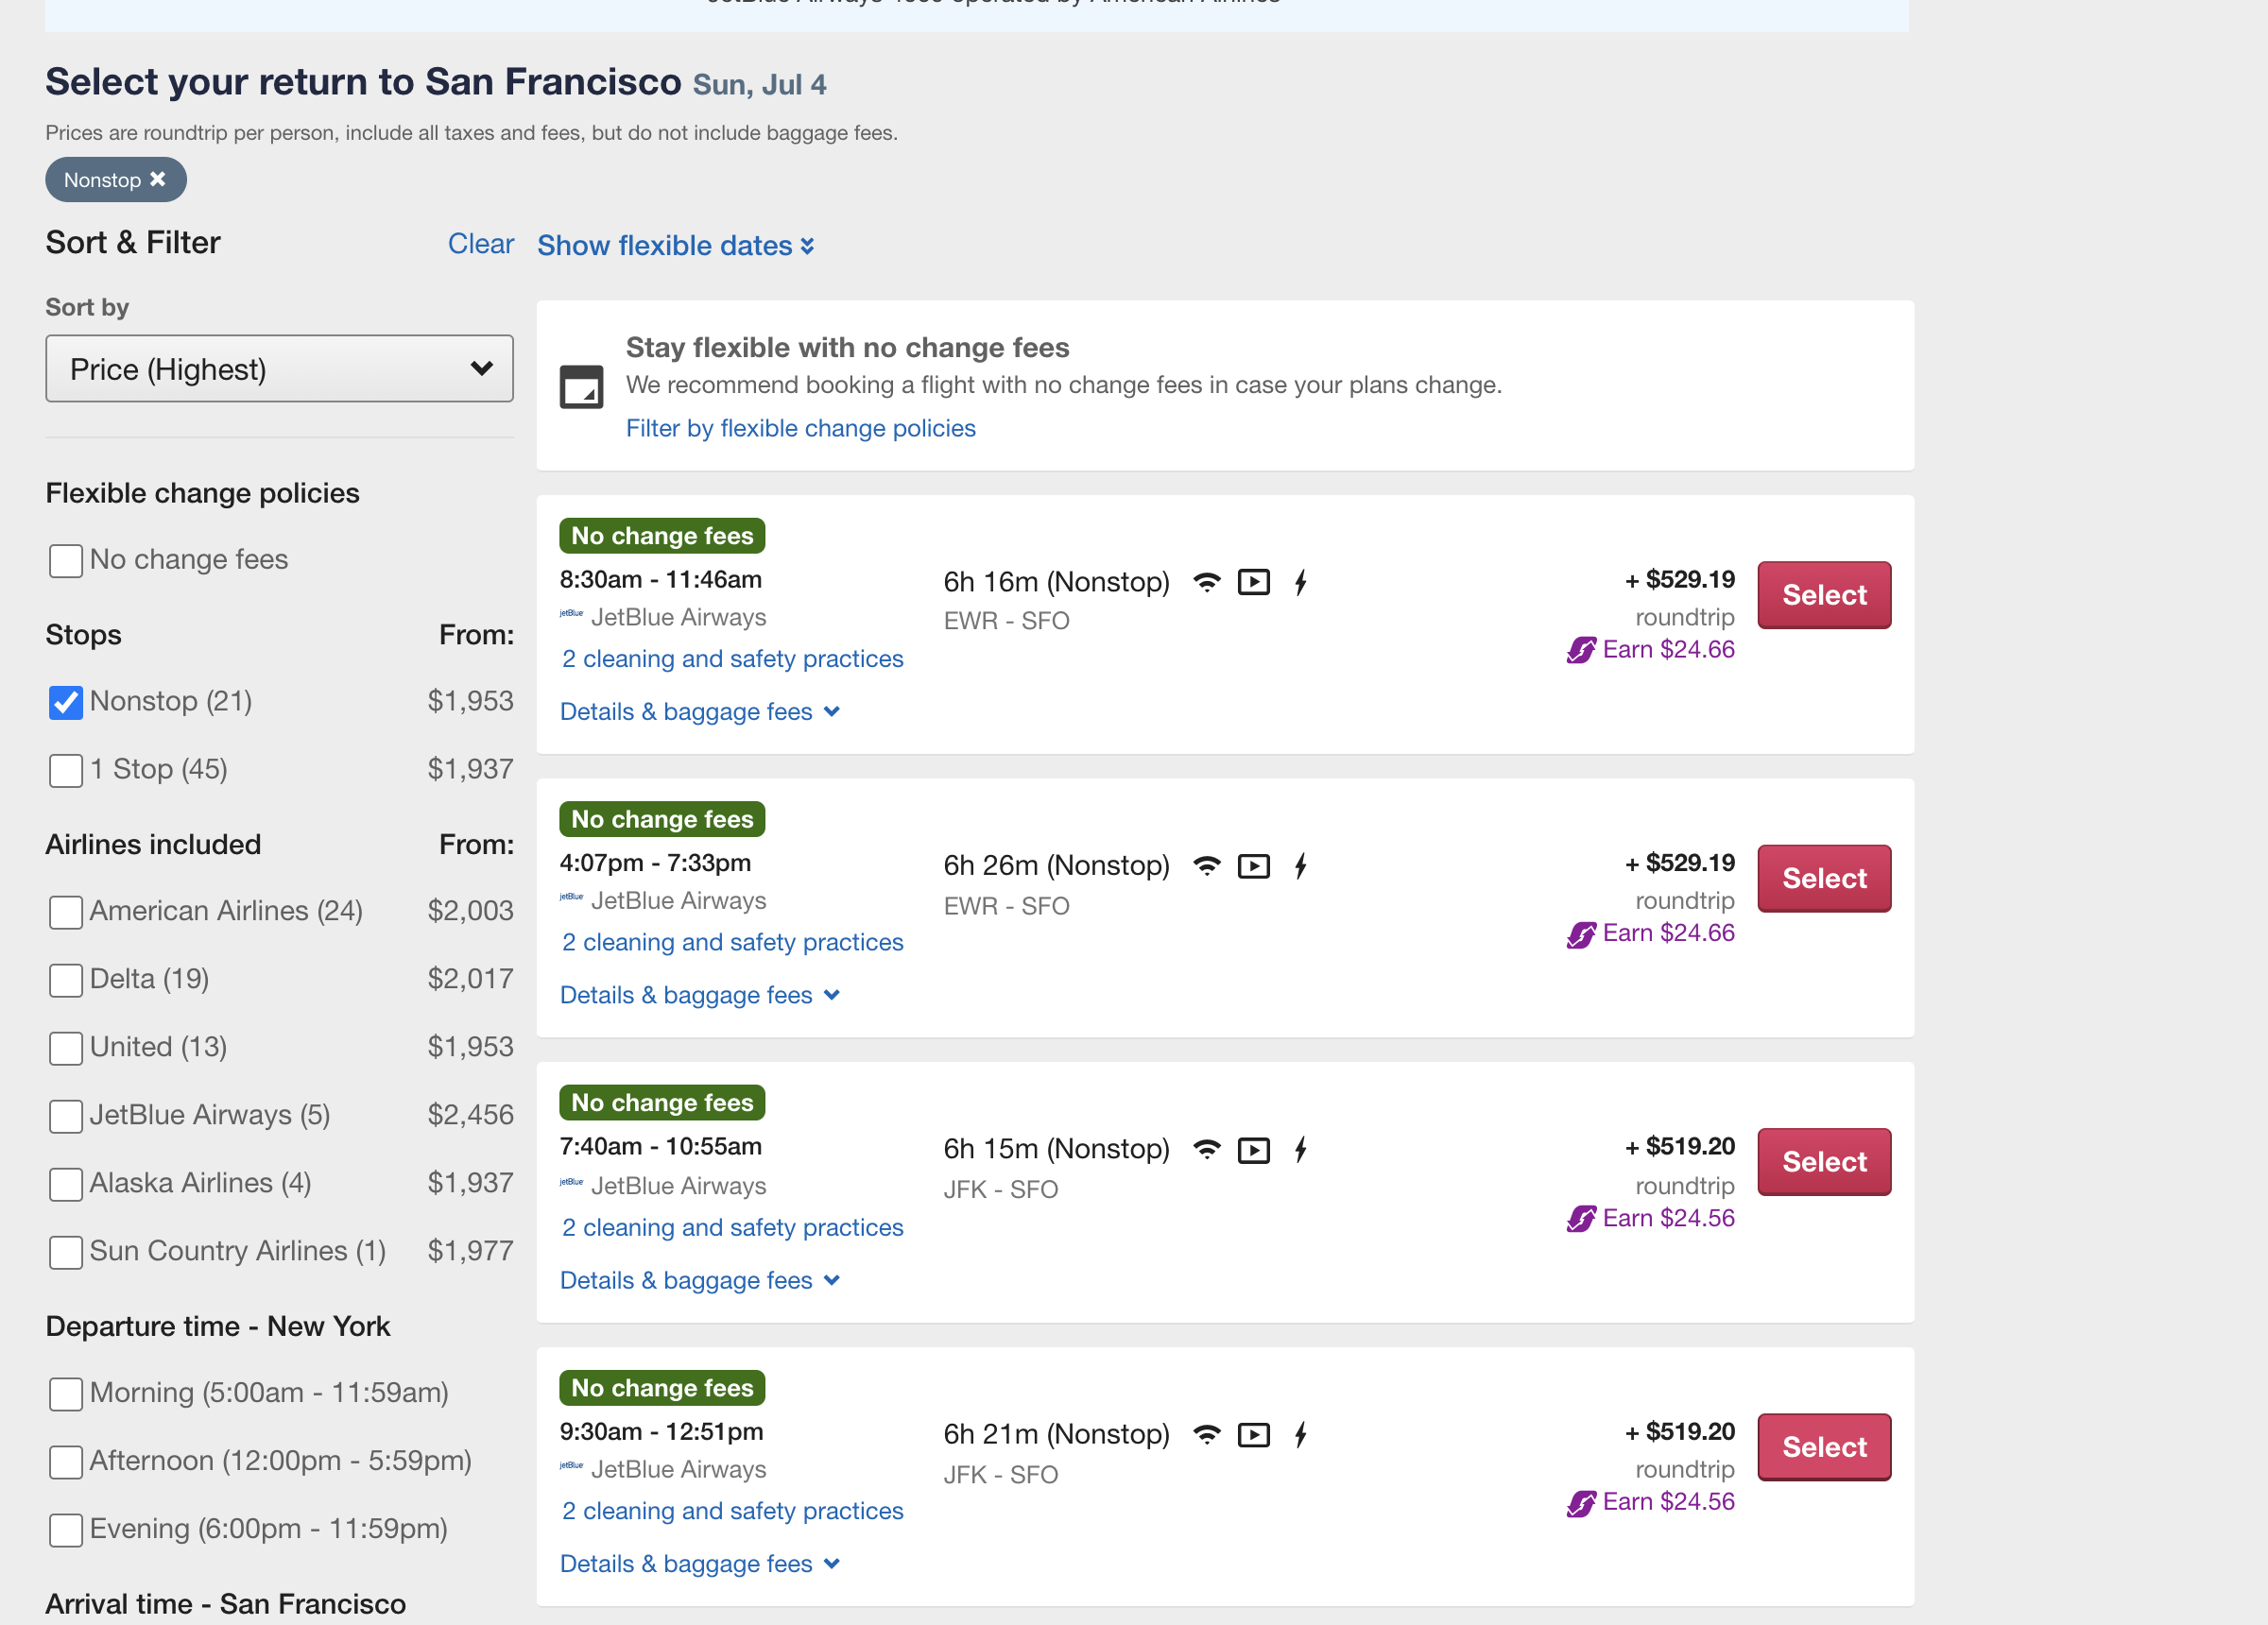 Select your return to San Francisco Sun, Jul 4
Prices are roundtrip per person, include all taxes and fees, but do not include baggage fees.
Nonstop
Sort & Filter
Clear
Show flexible dates
Sort by
Price (Highest)
Flexible change policies
No change fees
Stops From:
Nonstop (21) $1,953
1 Stop (45) $1,937
Airlines included From:
American Airlines (24) $2,003
Delta (19) $2,017
United (13) $1,953
JetBlue Airways (5) $2,456
Alaska Airlines (4) $1,937
Sun Country Airlines (1) $1,977
Departure time - New York
Morning (5:00am - 11:59am)
Afternoon (12:00pm - 5:59pm)
Evening (6:00pm - 11:59pm)
Arrival time - San Francisco
Stay flexible with no change fees
We recommend booking a flight with no change fees in case your plans change.
Filter by flexible change policies
No change fees
8:30am - 11:46am 6h 16m (Nonstop) + $529.19 Select
jetBlue JetBlue Airways EWR - SFO roundtrip
2 cleaning and safety practices Earn $24.66
Details & baggage fees
No change fees
4:07pm - 7:33pm 6h 26m (Nonstop) + $529.19 Select
jetBlue JetBlue Airways EWR - SFO roundtrip
2 cleaning and safety practices Earn $24.66
Details & baggage fees
No change fees
7:40am - 10:55am 6h 15m (Nonstop) + $519.20 Select
jetBlue JetBlue Airways JFK - SFO roundtrip
2 cleaning and safety practices Earn $24.56
Details & baggage fees
No change fees
9:30am - 12:51pm 6h 21m (Nonstop) + $519.20 Select
jetBlue JetBlue Airways JFK - SFO roundtrip
2 cleaning and safety practices Earn $24.56
Details & baggage fees